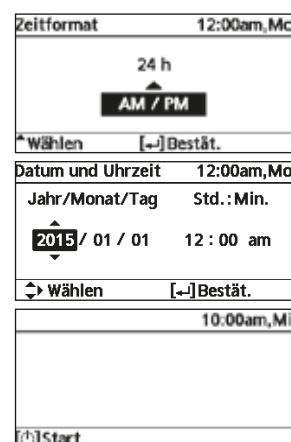 Zeitformat 12:00am,Mo
24 h
AM / PM
Wählen [↵]Bestät.
Datum und Uhrzeit 12:00am,Mo
Jahr/Monat/Tag Std.:Min.
2015/ 01 / 01 12 : 00 am
Wählen [↵]Bestät.
10:00am,Mi
[⏻]Start